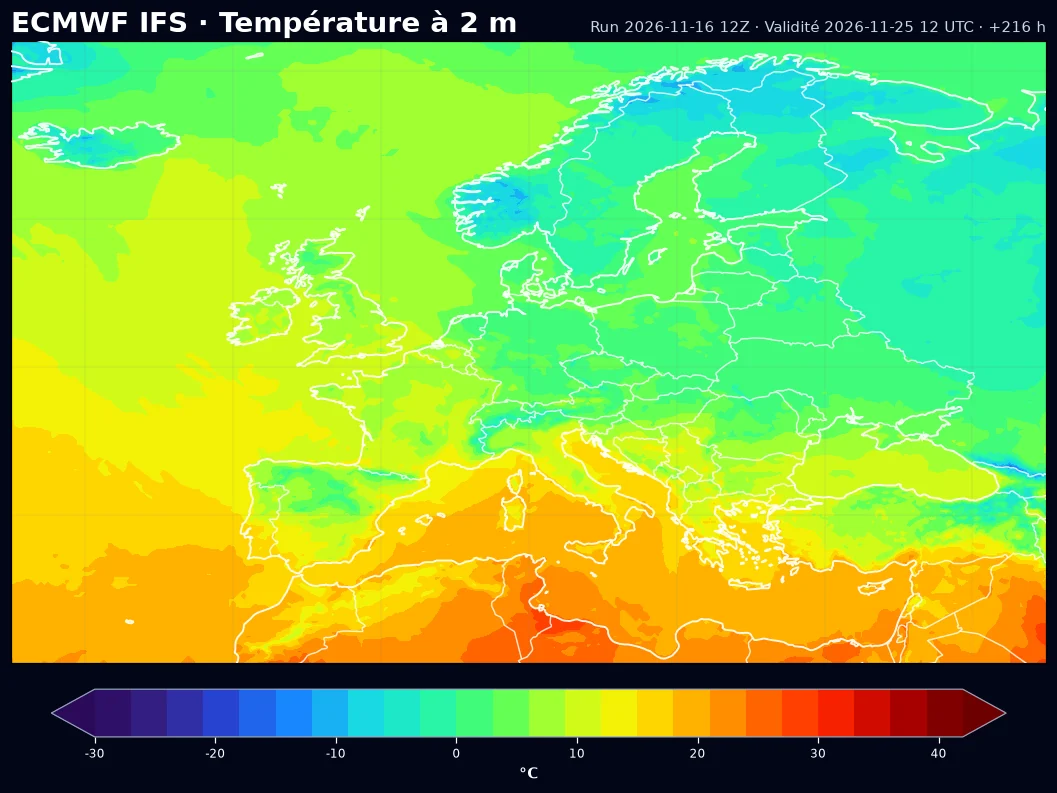 ECMWF IFS · Température à 2 m
Run 2026-11-16 12Z · Validité 2026-11-25 12 UTC · +216 h
-30 -20 -10 0 10 20 30 40
°C